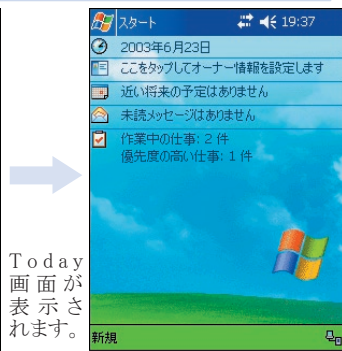 Today
画面が
表示さ
れます。
スタート 19:37
2003年6月23日
ここをタップしてオーナー情報を設定します
近い将来の予定はありません
未読メッセージはありません
作業中の仕事: 2 件
優先度の高い仕事: 1 件
新規